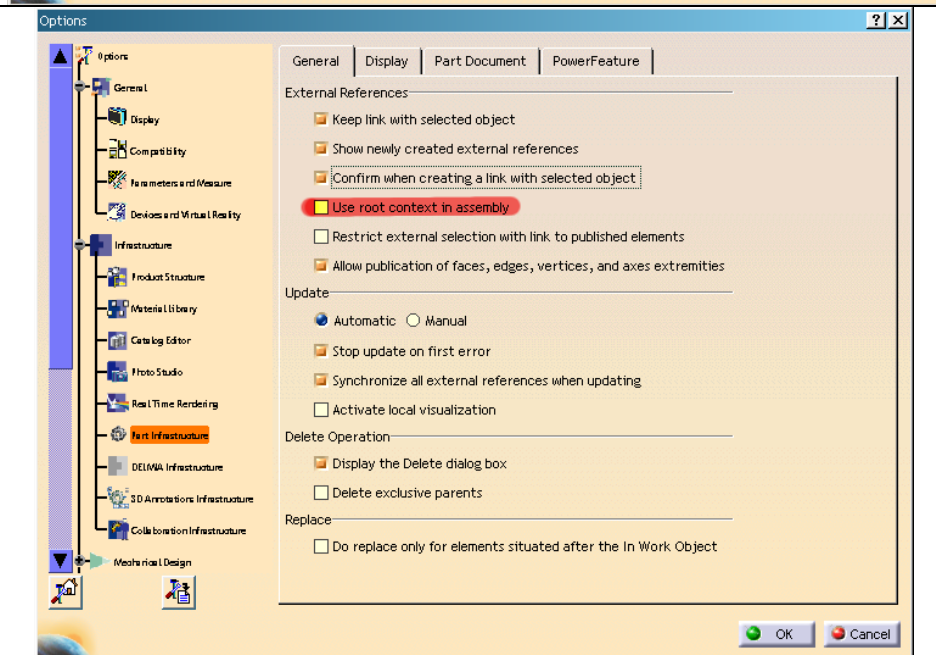 Options
Options
General
Display
Compatibility
Parameters and Measure
Devices and Virtual Reality
Infrastructure
Product Structure
Material Library
Catalog Editor
Photo Studio
Real Time Rendering
Part Infrastructure
DELMIA Infrastructure
3D Annotations Infrastructure
Collaboration Infrastructure
Mechanical Design
General Display Part Document PowerFeature
External References
Keep link with selected object
Show newly created external references
Confirm when creating a link with selected object
Use root context in assembly
Restrict external selection with link to published elements
Allow publication of faces, edges, vertices, and axes extremities
Update
Automatic Manual
Stop update on first error
Synchronize all external references when updating
Activate local visualization
Delete Operation
Display the Delete dialog box
Delete exclusive parents
Replace
Do replace only for elements situated after the In Work Object
OK Cancel